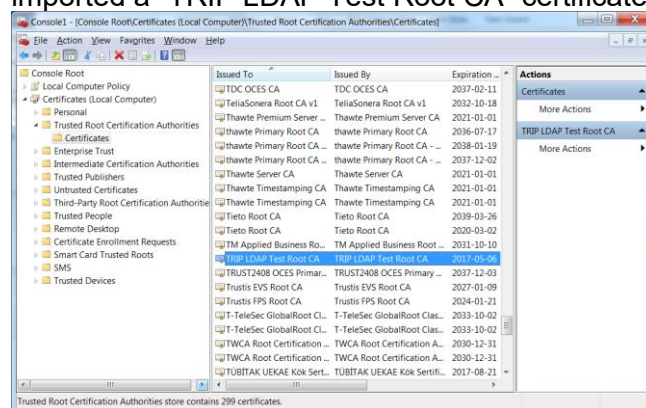 imported a "TRIP LDAP Test Root CA" certificate
Console1 - [Console Root\Certificates (Local Computer)\Trusted Root Certification Authorities\Certificates]
File Action View Favorites Window Help
Console Root
Local Computer Policy
Certificates (Local Computer)
Personal
Trusted Root Certification Authorities
Certificates
Enterprise Trust
Intermediate Certification Authorities
Trusted Publishers
Untrusted Certificates
Third-Party Root Certification Authoritie
Trusted People
Remote Desktop
Certificate Enrollment Requests
Smart Card Trusted Roots
SMS
Trusted Devices
Issued To Issued By Expiration ...
TDC OCES CA TDC OCES CA 2037-02-11
TeliaSonera Root CA v1 TeliaSonera Root CA v1 2032-10-18
Thawte Premium Server ... Thawte Premium Server CA 2021-01-01
thawte Primary Root CA thawte Primary Root CA 2036-07-17
thawte Primary Root CA ... thawte Primary Root CA - ... 2038-01-19
thawte Primary Root CA ... thawte Primary Root CA - ... 2037-12-02
Thawte Server CA Thawte Server CA 2021-01-01
Thawte Timestamping CA Thawte Timestamping CA 2021-01-01
Thawte Timestamping CA Thawte Timestamping CA 2021-01-01
Tieto Root CA Tieto Root CA 2039-03-26
Tieto Root CA Tieto Root CA 2020-03-02
TM Applied Business Ro... TM Applied Business Root ... 2031-10-10
TRIP LDAP Test Root CA TRIP LDAP Test Root CA 2017-05-06
TRUST2408 OCES Primar... TRUST2408 OCES Primary ... 2037-12-03
Trustis EVS Root CA Trustis EVS Root CA 2027-01-09
Trustis FPS Root CA Trustis FPS Root CA 2024-01-21
T-TeleSec GlobalRoot Cl... T-TeleSec GlobalRoot Clas... 2033-10-02
T-TeleSec GlobalRoot Cl... T-TeleSec GlobalRoot Clas... 2033-10-02
TWCA Root Certification ... TWCA Root Certification A... 2030-12-31
TWCA Root Certification ... TWCA Root Certification A... 2030-12-31
TÜBİTAK UEKAE Kök Sert... TÜBİTAK UEKAE Kök Sertifi... 2017-08-21
Actions
Certificates
More Actions
TRIP LDAP Test Root CA
More Actions
Trusted Root Certification Authorities store contains 299 certificates.